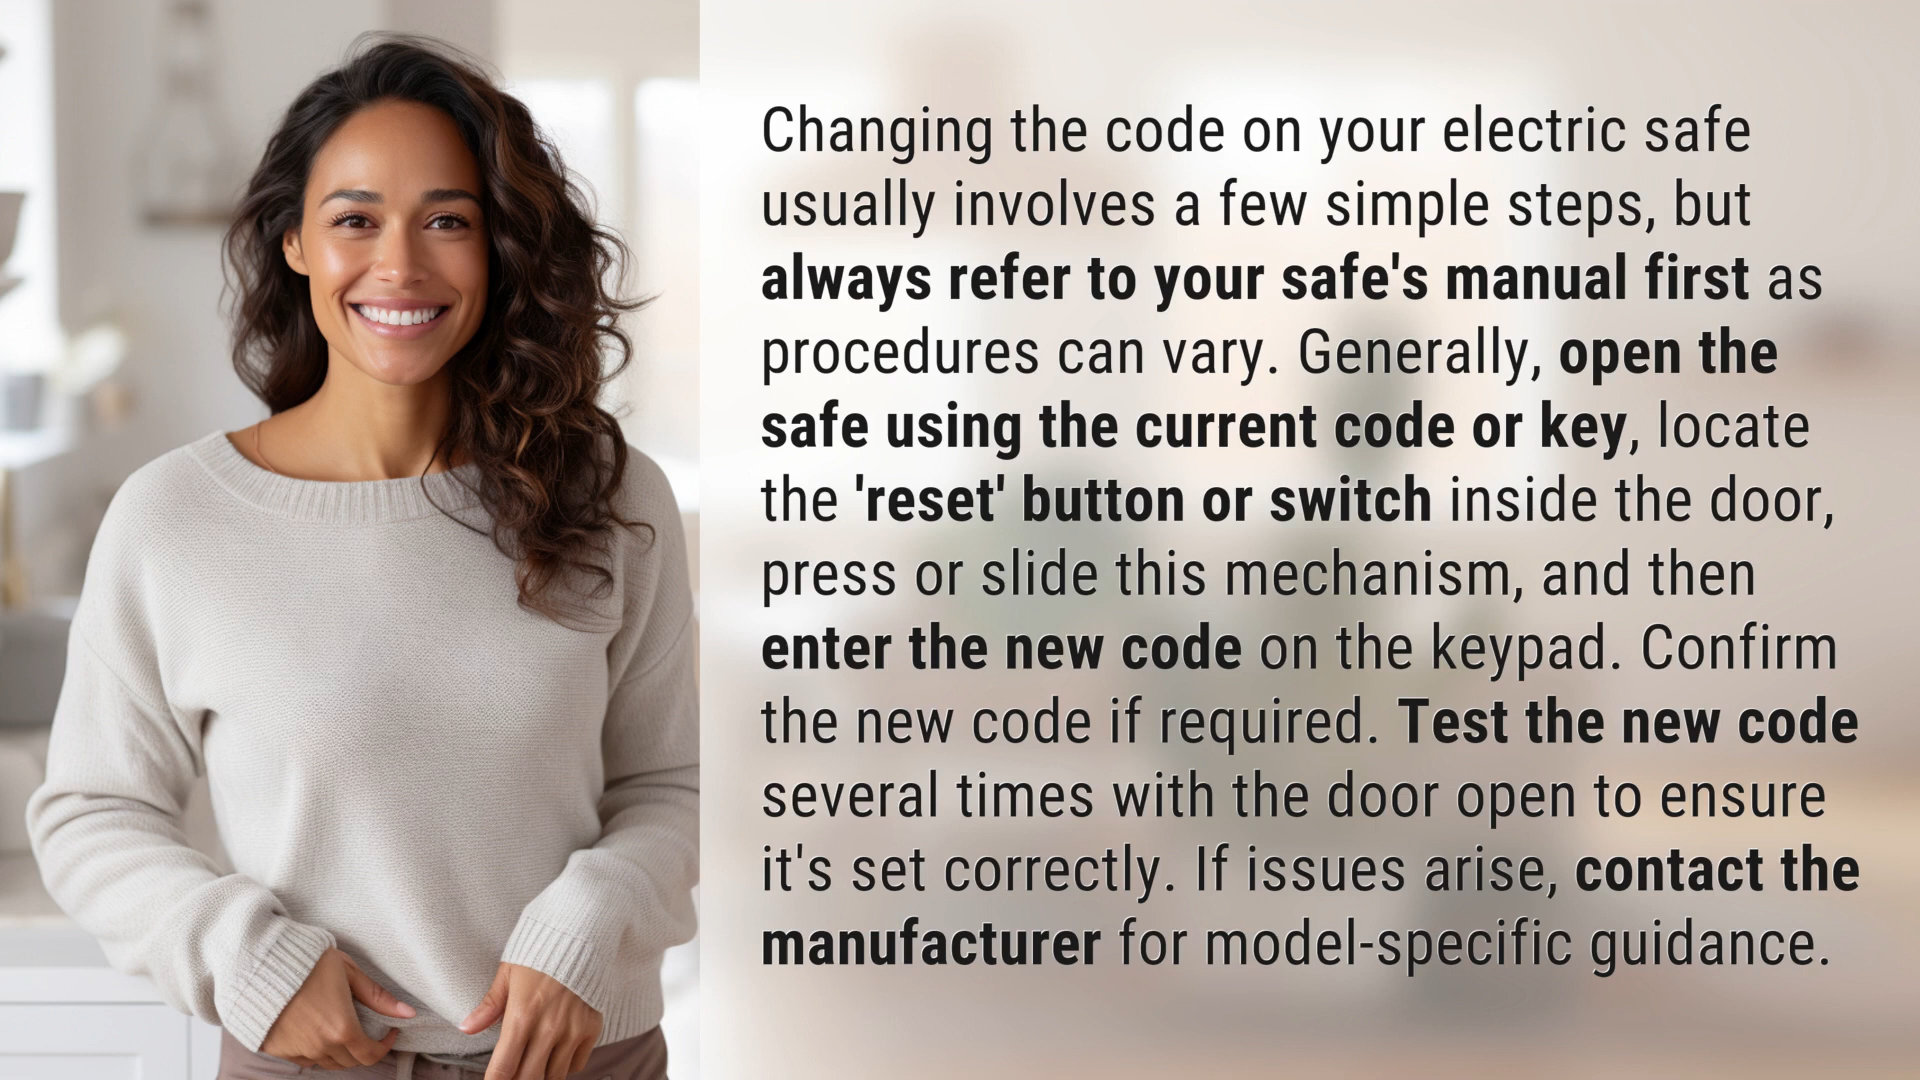 Changing the code on your electric safe
usually involves a few simple steps, but
always refer to your safe's manual first as
procedures can vary. Generally, open the
safe using the current code or key, locate
the 'reset' button or switch inside the door,
press or slide this mechanism, and then
enter the new code on the keypad. Confirm
the new code if required. Test the new code
several times with the door open to ensure
it's set correctly. If issues arise, contact the
manufacturer for model-specific guidance.